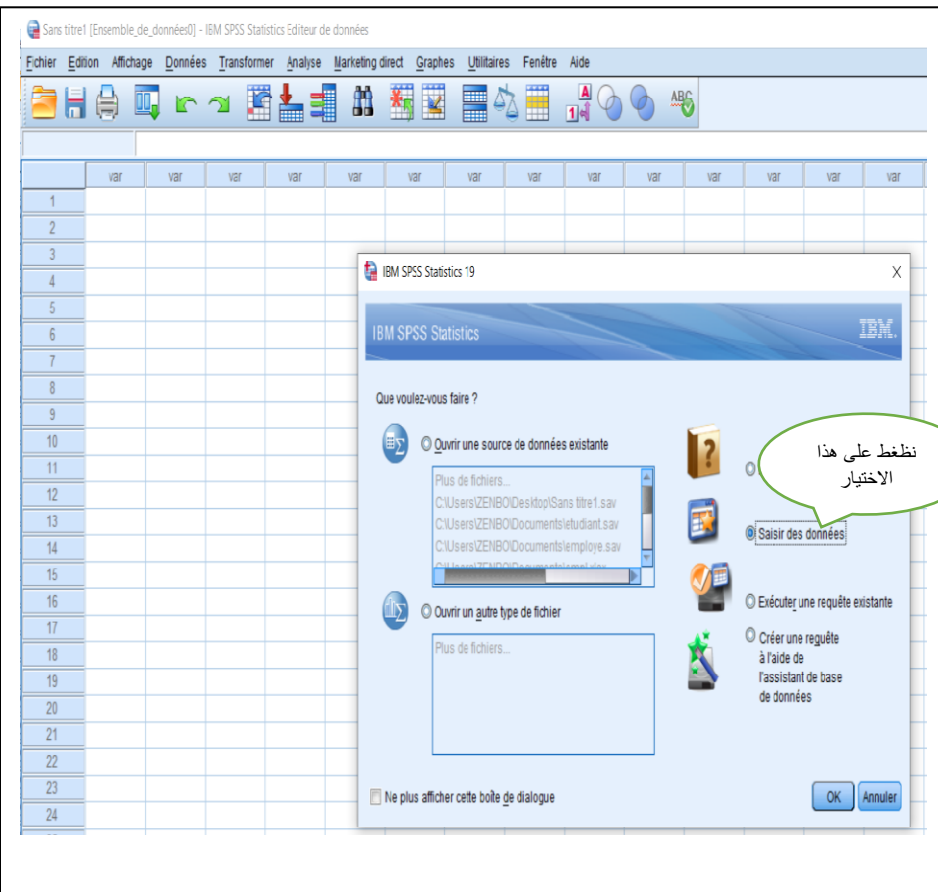 Sans titre1 [Ensemble_de_données0] - IBM SPSS Statistics Editeur de données
Fichier Edition Affichage Données Transformer Analyse Marketing direct Graphes Utilitaires Fenêtre Aide
var var var var var var var var var var var var var var
1
2
3
4
5
6
7
8
9
10
11
12
13
14
15
16
17
18
19
20
21
22
23
24
IBM SPSS Statistics 19
IBM SPSS Statistics
IBM.
Que voulez-vous faire ?
Ouvrir une source de données existante
Plus de fichiers...
C:\Users\ZENBO\Desktop\Sans titre1.sav
C:\Users\ZENBO\Documents\etudiant.sav
C:\Users\ZENBO\Documents\employe.sav
Ouvrir un autre type de fichier
Plus de fichiers...
نظغط على هذا
الاختيار
Saisir des données
Exécuter une requête existante
Créer une requête
à l'aide de
l'assistant de base
de données
Ne plus afficher cette boîte de dialogue
OK Annuler